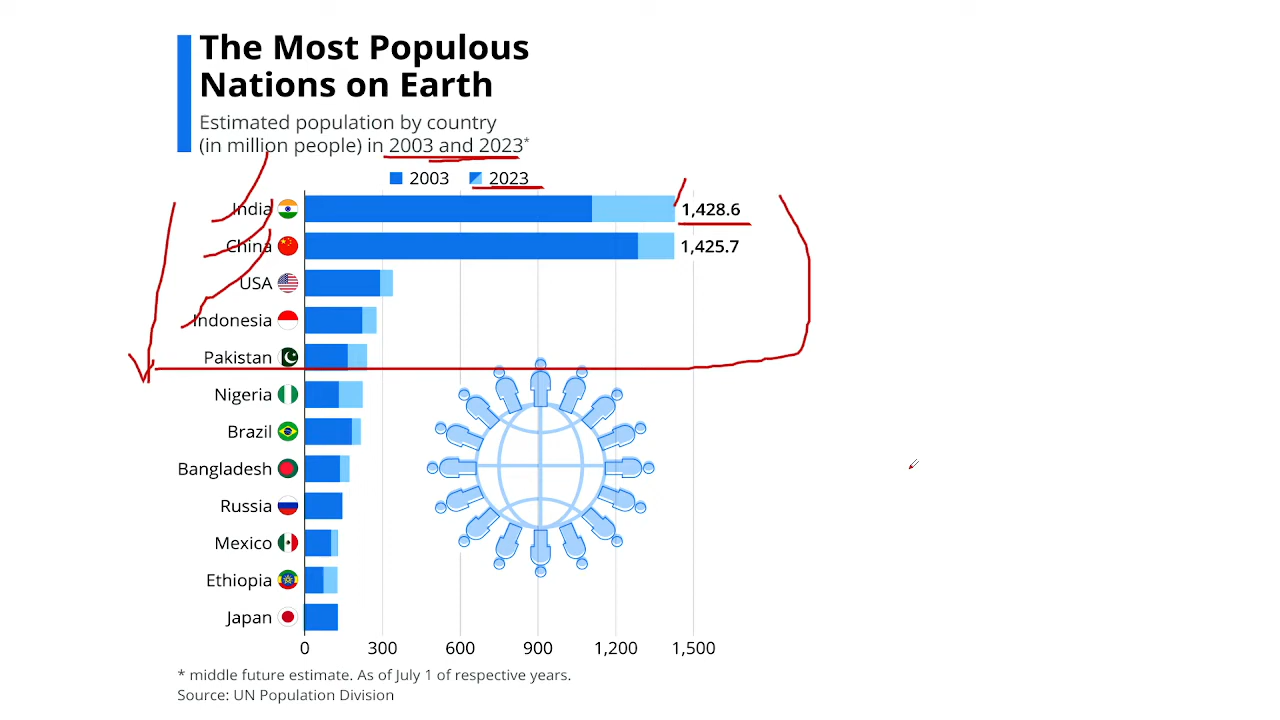 The Most Populous
Nations on Earth
Estimated population by country
(in million people) in 2003 and 2023*
2003 2023
India 1,428.6
China 1,425.7
USA
Indonesia
Pakistan
Nigeria
Brazil
Bangladesh
Russia
Mexico
Ethiopia
Japan
0 300 600 900 1,200 1,500
* middle future estimate. As of July 1 of respective years.
Source: UN Population Division